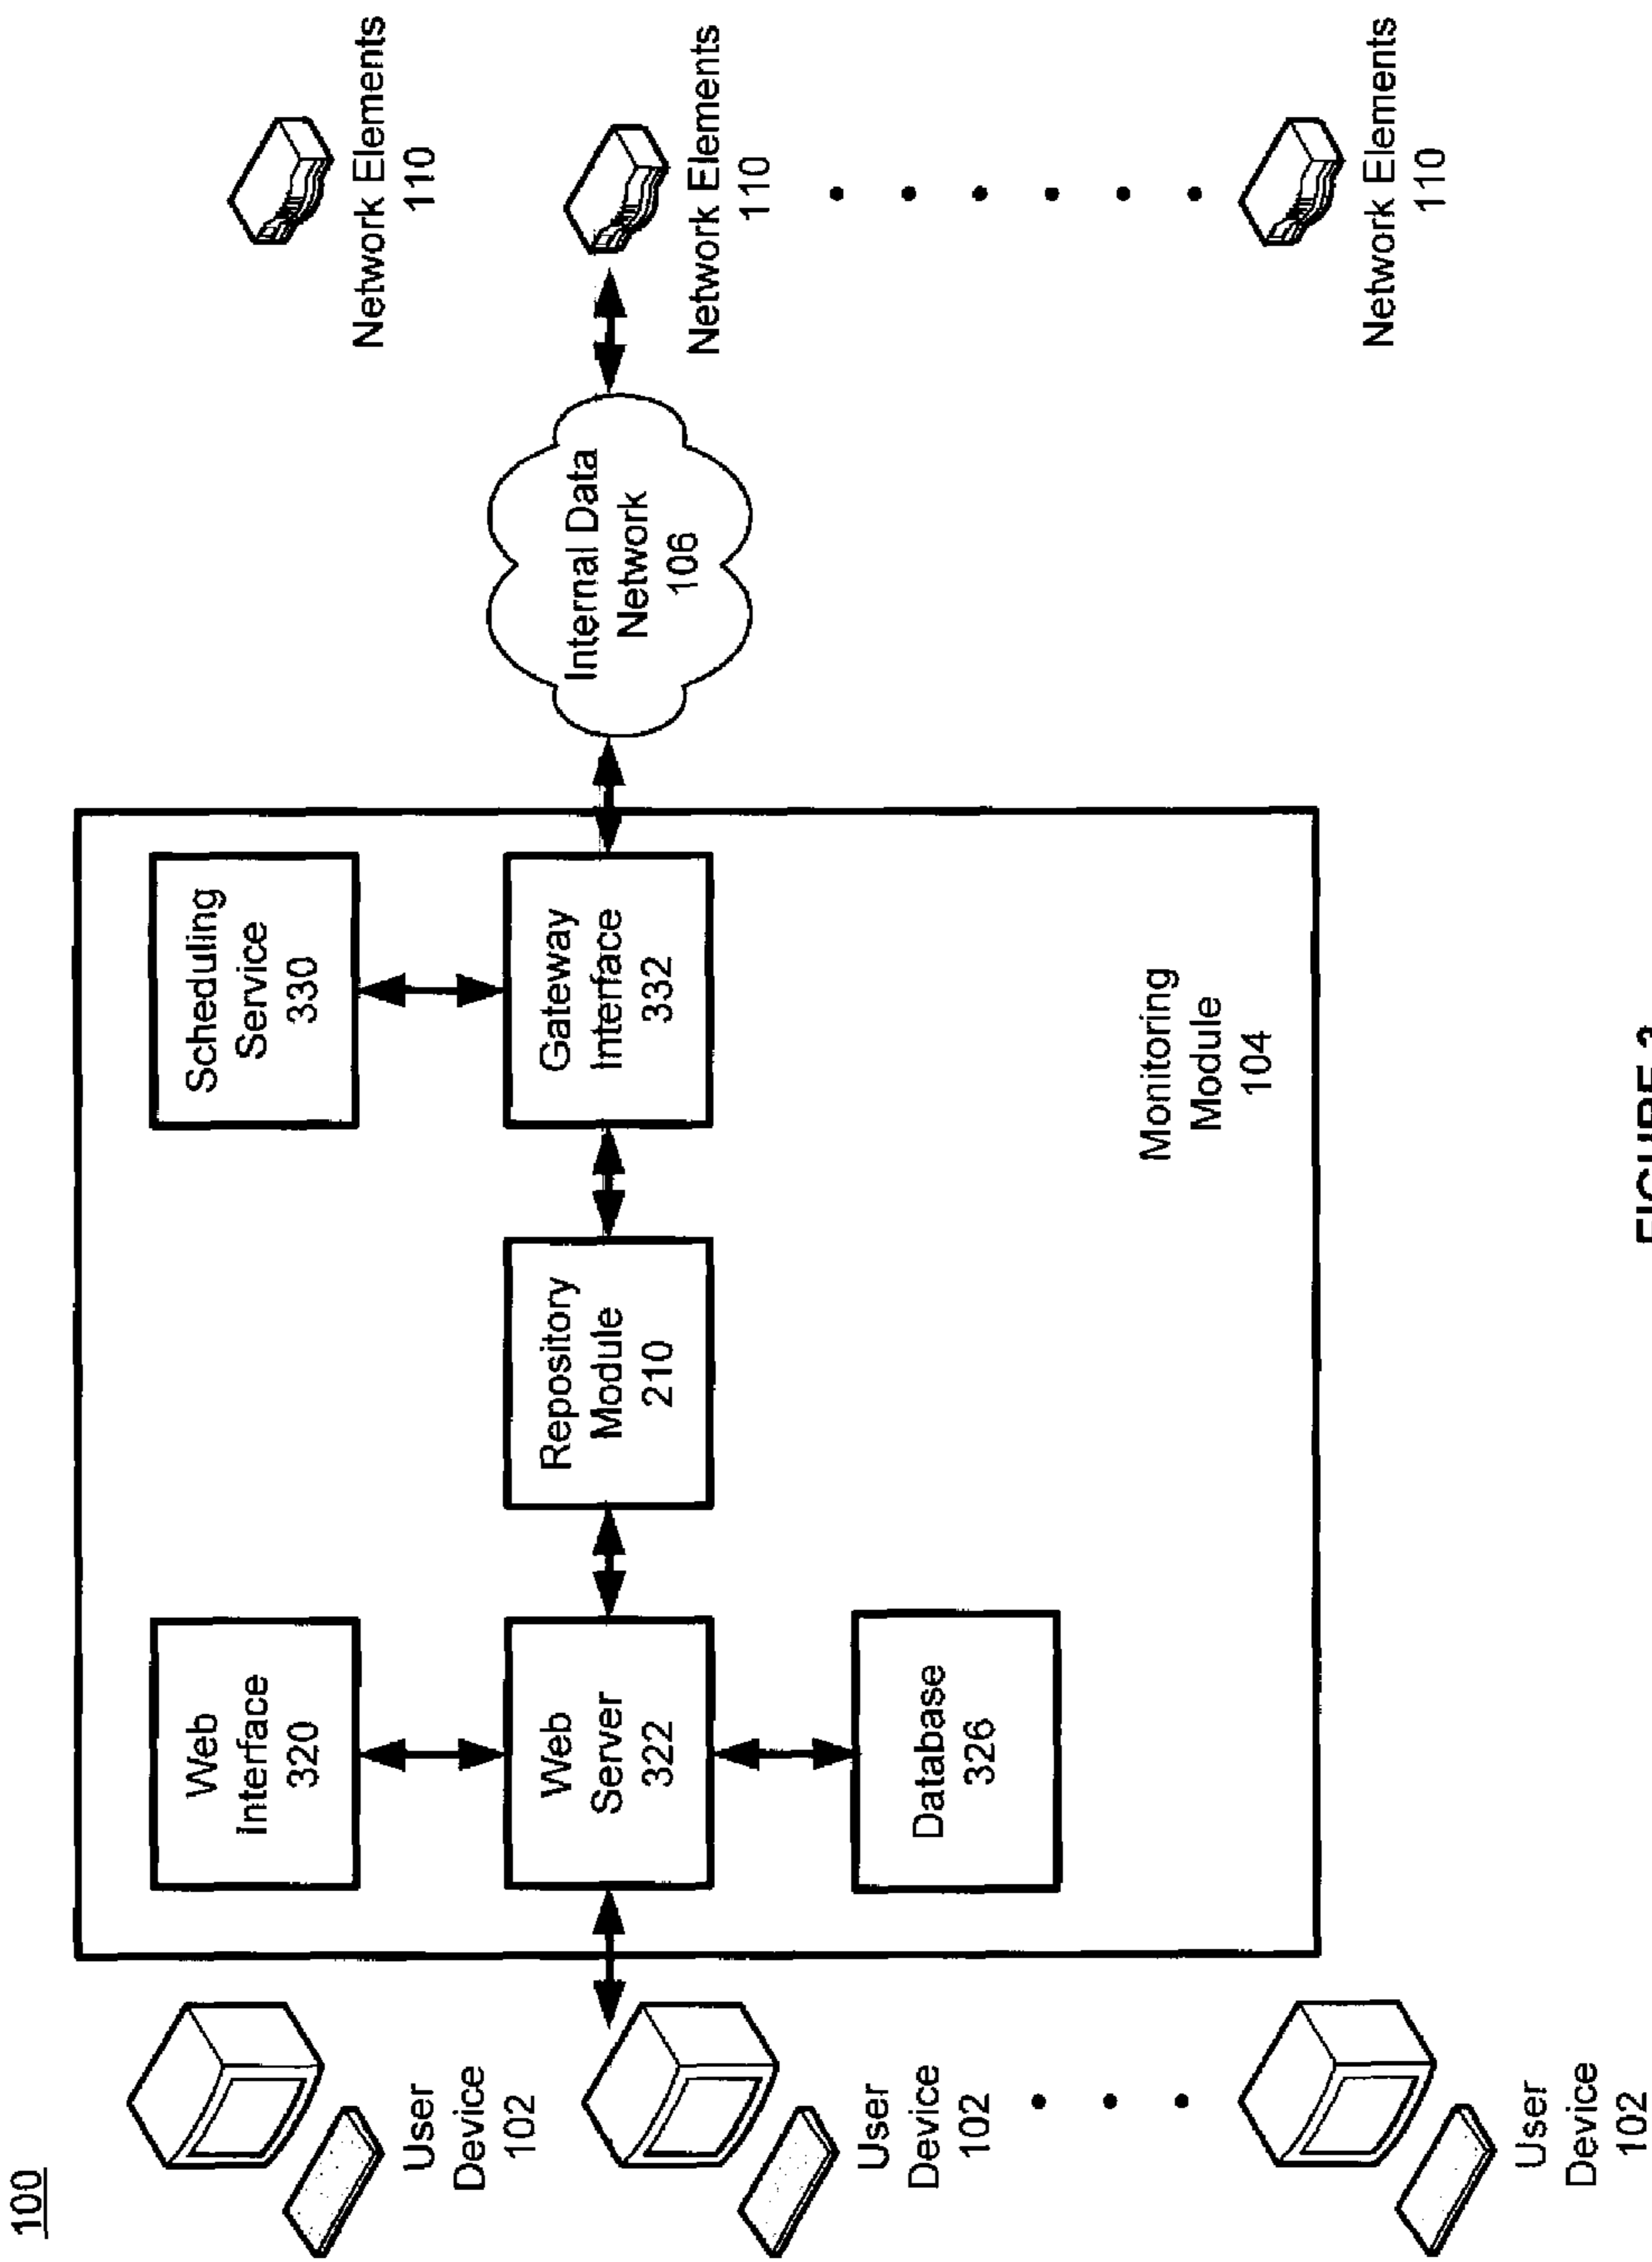 100
User
Device
102
User
Device
102
User
Device
102
Web
Interface
320
Web
Server
322
Database
326
Repository
Module
210
Scheduling
Service
330
Gateway
Interface
332
Monitoring
Module
104
Internal Data
Network
106
Network Elements
110
Network Elements
110
Network Elements
110
FIGURE 3